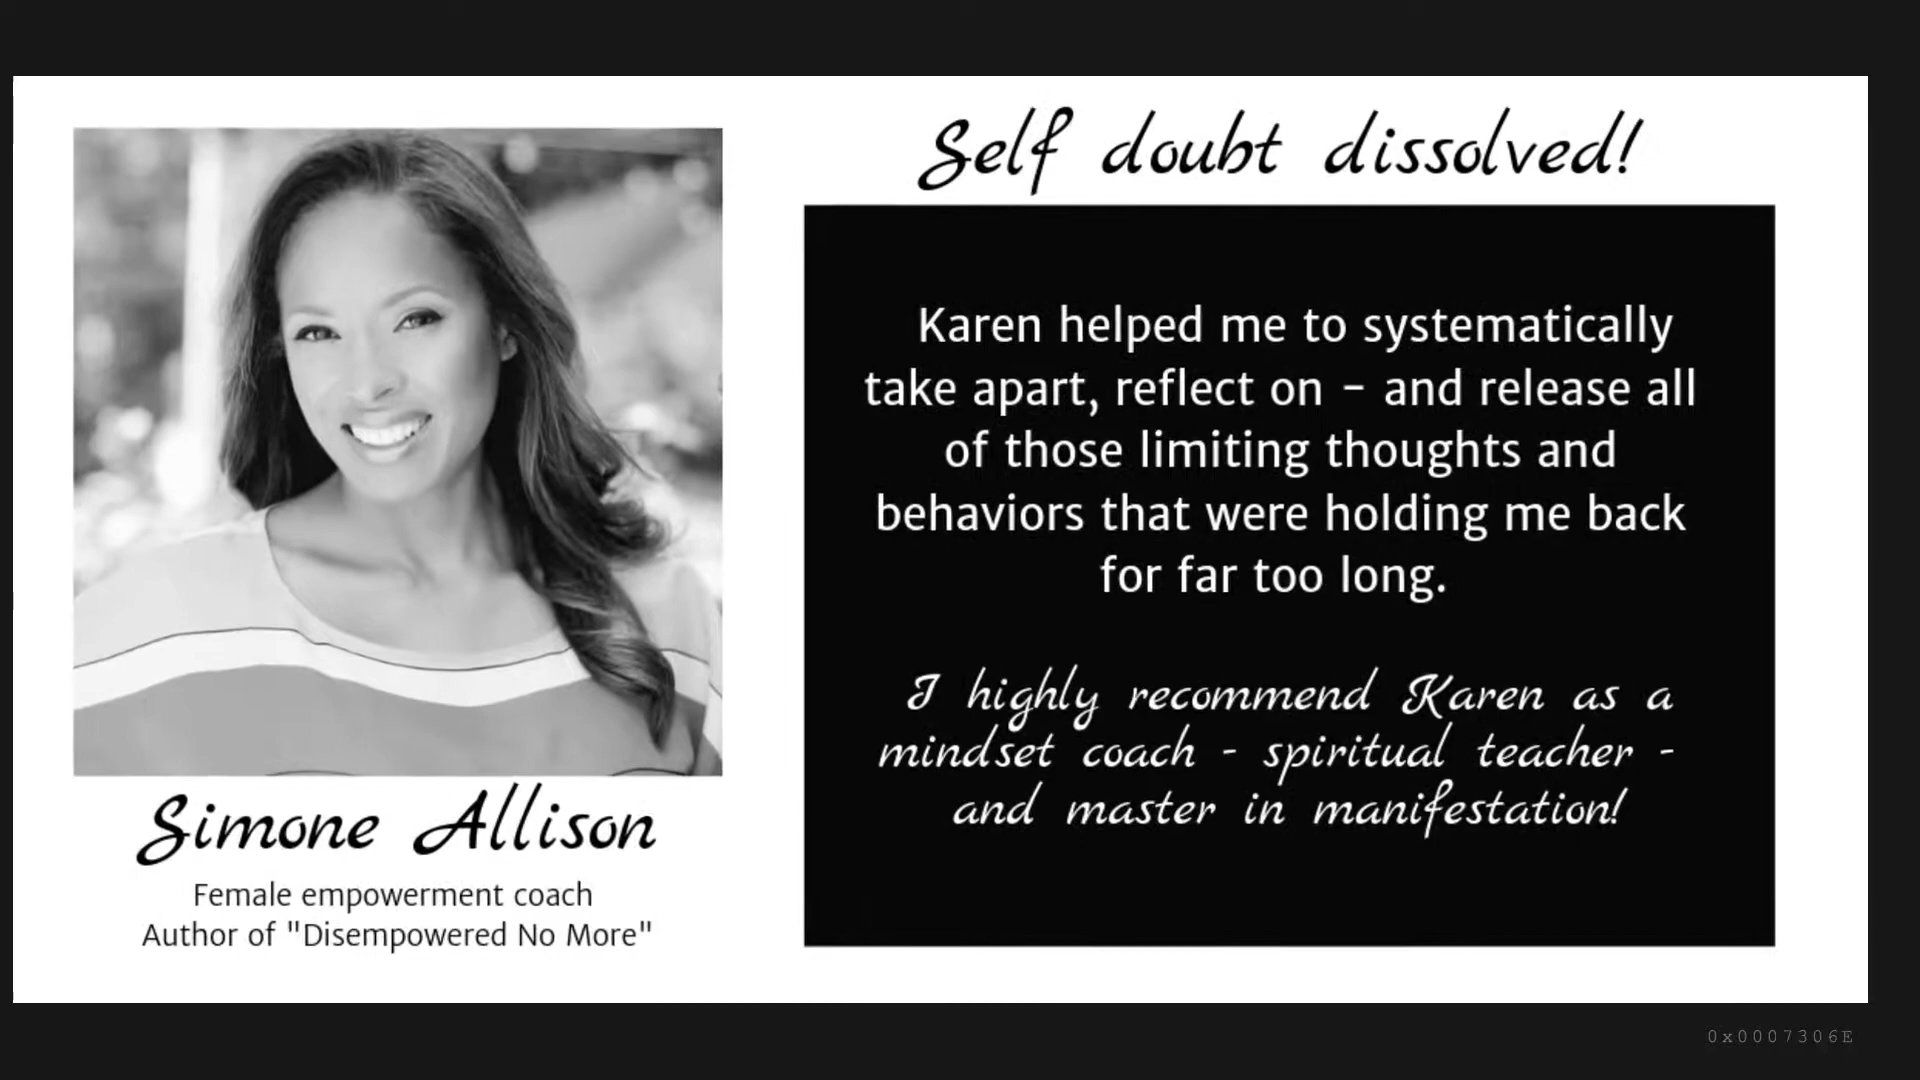 Self doubt dissolved!
Karen helped me to systematically
take apart, reflect on – and release all
of those limiting thoughts and
behaviors that were holding me back
for far too long.
I highly recommend Karen as a
mindset coach - spiritual teacher -
and master in manifestation!
Simone Allison
Female empowerment coach
Author of "Disempowered No More"
0x0007306E